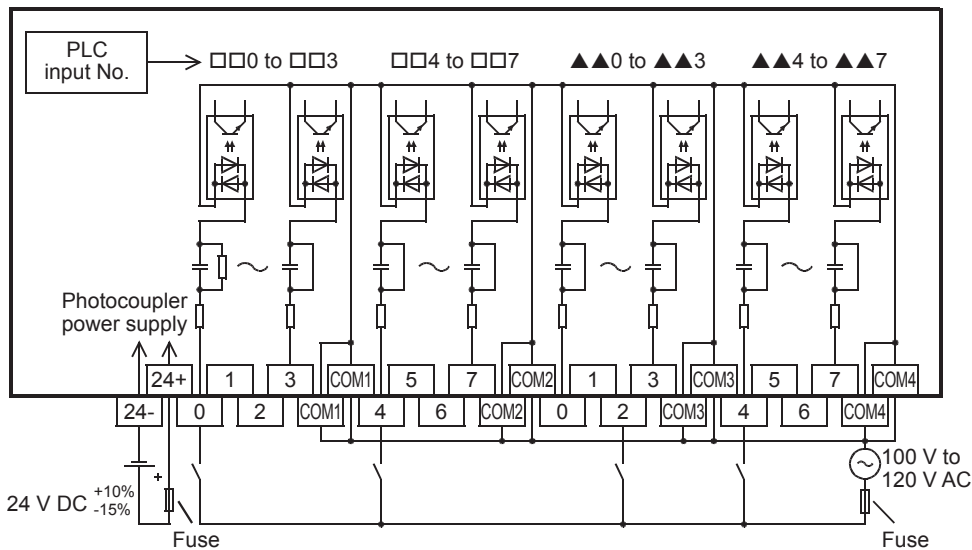 PLC
input No.
□□0 to □□3
□□4 to □□7
▲▲0 to ▲▲3
▲▲4 to ▲▲7
Photocoupler
power supply
24+ 1 3 COM1 5 7 COM2 1 3 COM3 5 7 COM4
24- 0 2 COM1 4 6 COM2 0 2 COM3 4 6 COM4
24 V DC +10%
-15%
Fuse
100 V to
120 V AC
Fuse